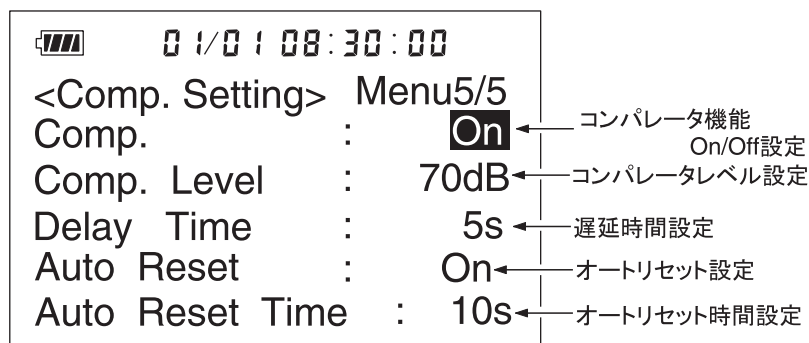 01/01 08:30:00
<Comp. Setting> Menu5/5
Comp. : On
コンパレータ機能
On/Off設定
Comp. Level : 70dB
コンパレータレベル設定
Delay Time : 5s
遅延時間設定
Auto Reset : On
オートリセット設定
Auto Reset Time : 10s
オートリセット時間設定